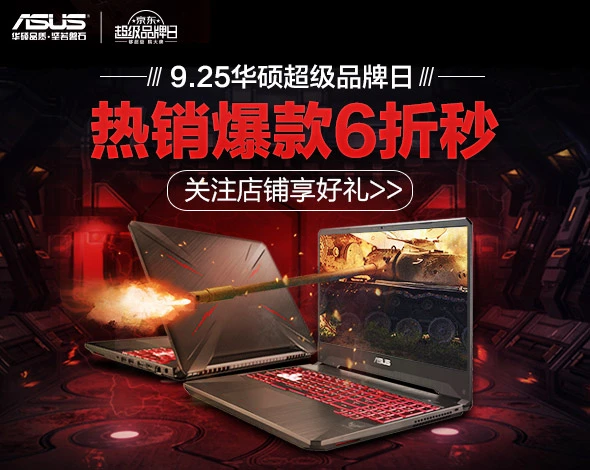 ASUS
华硕品质·坚若磐石
京东
超级品牌日
9.25华硕超级品牌日
热销爆款6折秒
关注店铺享好礼>>
ASUS